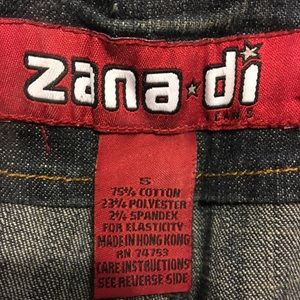 zana★di
JEANS
5
75% COTTON
23% POLYESTER
2% SPANDEX
FOR ELASTICITY
MADE IN HONG KONG
RN 74753
CARE INSTRUCTIONS
SEE REVERSE SIDE